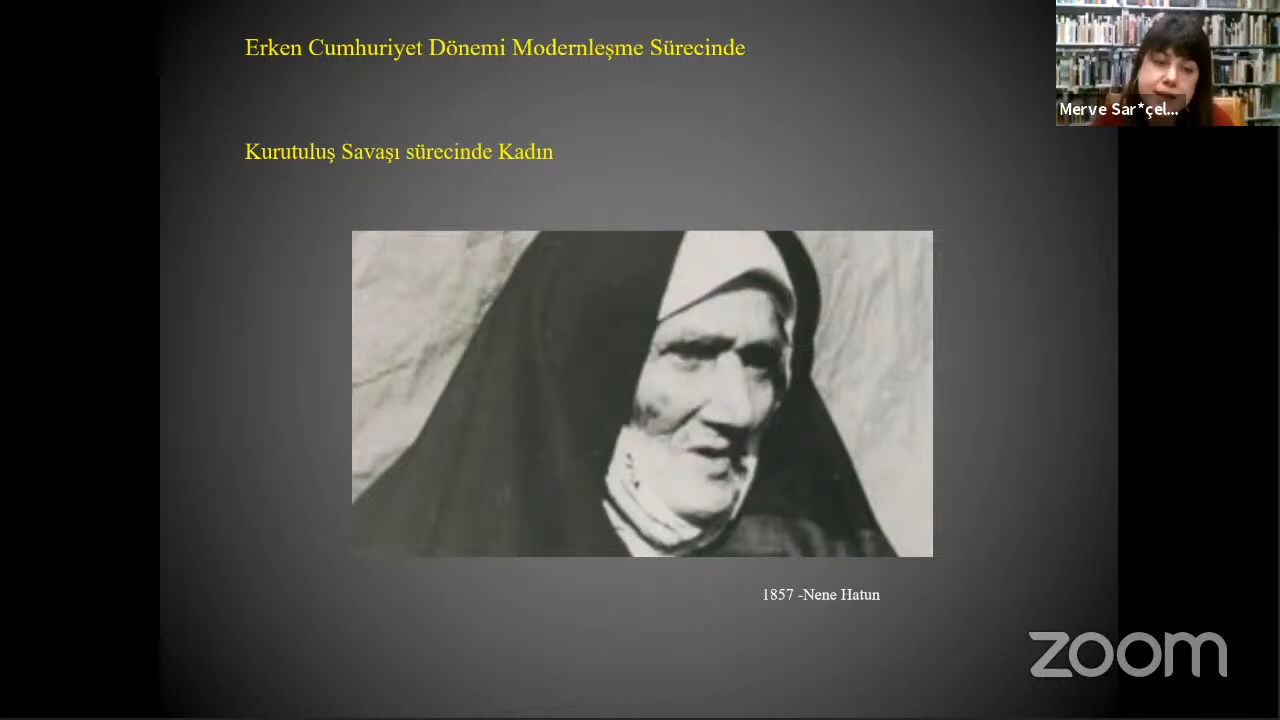 Erken Cumhuriyet Dönemi Modernleşme Sürecinde
Merve Sar*çel...
Kurutuluş Savaşı sürecinde Kadın
1857 -Nene Hatun
zoom